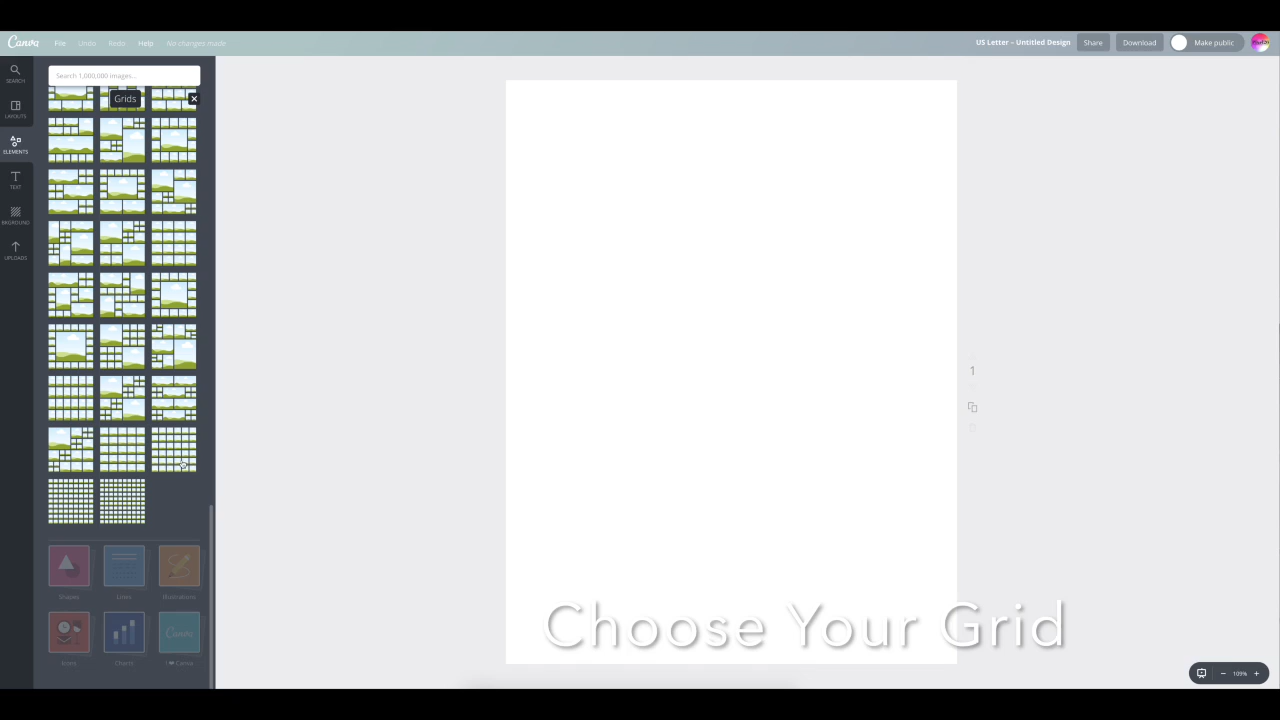 Canva
File
Undo
Redo
Help
No changes made
US Letter – Untitled Design
Share
Download
Make public
SEARCH
LAYOUTS
ELEMENTS
TEXT
BKGROUND
UPLOADS
Search 1,000,000 images...
Grids
Shapes
Lines
Illustrations
Canva
Icons
Charts
I ❤ Canva
1
Choose Your Grid
109%